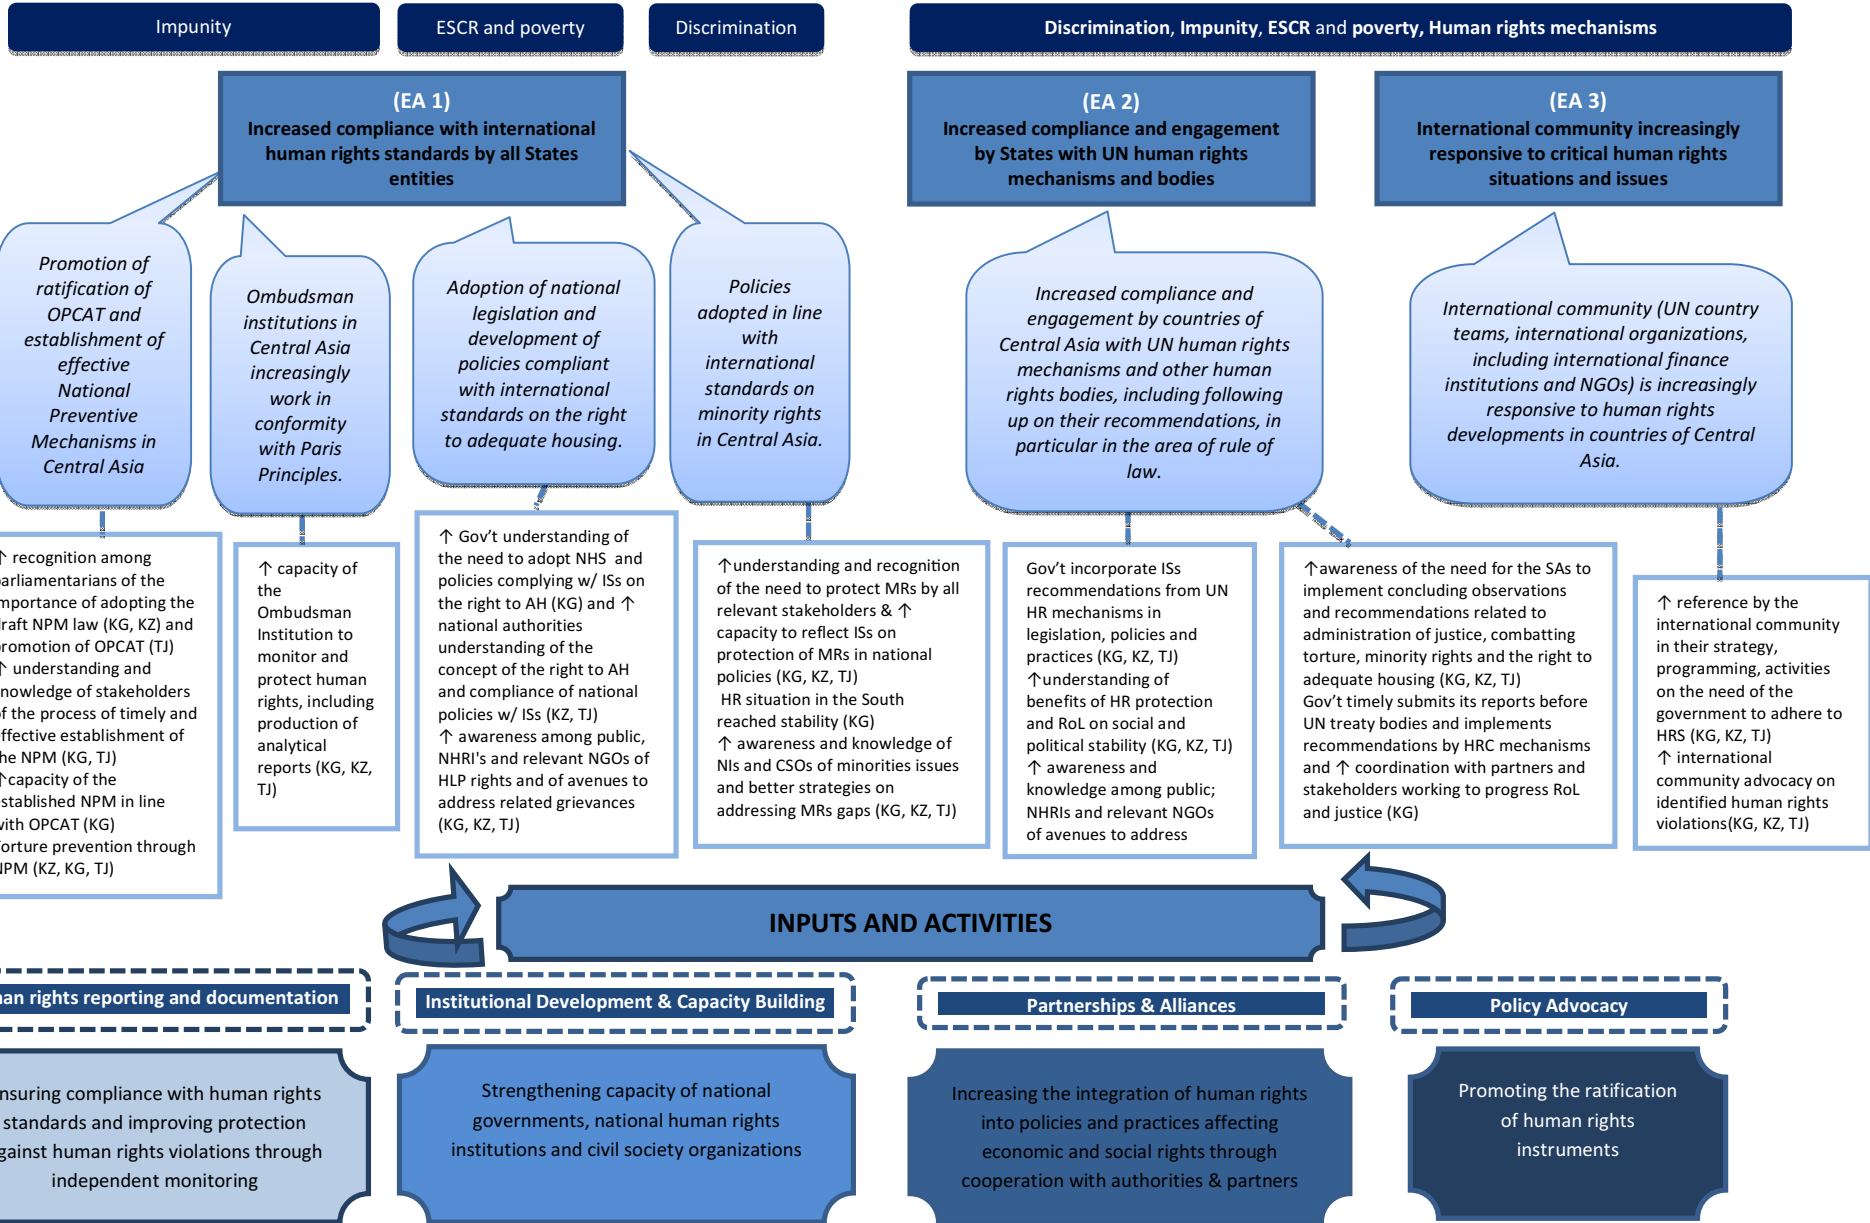 Impunity
ESCR and poverty
Discrimination
Discrimination, Impunity, ESCR and poverty, Human rights mechanisms
(EA 1)
Increased compliance with international
human rights standards by all States
entities
(EA 2)
Increased compliance and engagement
by States with UN human rights
mechanisms and bodies
(EA 3)
International community increasingly
responsive to critical human rights
situations and issues
Promotion of
ratification of
OPCAT and
establishment of
effective
National
Preventive
Mechanisms in
Central Asia
Ombudsman
institutions in
Central Asia
increasingly
work in
conformity
with Paris
Principles.
Adoption of national
legislation and
development of
policies compliant
with international
standards on the right
to adequate housing.
Policies
adopted in line
with
international
standards on
minority rights
in Central Asia.
Increased compliance and
engagement by countries of
Central Asia with UN human rights
mechanisms and other human
rights bodies, including following
up on their recommendations, in
particular in the area of rule of
law.
International community (UN country
teams, international organizations,
including international finance
institutions and NGOs) is increasingly
responsive to human rights
developments in countries of Central
Asia.
↑ recognition among
parliamentarians of the
importance of adopting the
draft NPM law (KG, KZ) and
promotion of OPCAT (TJ)
↑ understanding and
knowledge of stakeholders
of the process of timely and
effective establishment of
the NPM (KG, TJ)
↑capacity of the
established NPM in line
with OPCAT (KG)
Torture prevention through
NPM (KZ, KG, TJ)
↑ capacity of
the
Ombudsman
Institution to
monitor and
protect human
rights, including
production of
analytical
reports (KG, KZ,
TJ)
↑ Gov't understanding of
the need to adopt NHS and
policies complying w/ ISs on
the right to AH (KG) and ↑
national authorities
understanding of the
concept of the right to AH
and compliance of national
policies w/ ISs (KZ, TJ)
↑ awareness among public,
NHRI's and relevant NGOs of
HLP rights and of avenues to
address related grievances
(KG, KZ, TJ)
↑understanding and recognition
of the need to protect MRs by all
relevant stakeholders & ↑
capacity to reflect ISs on
protection of MRs in national
policies (KG, KZ, TJ)
HR situation in the South
reached stability (KG)
↑ awareness and knowledge of
NIs and CSOs of minorities issues
and better strategies on
addressing MRs gaps (KG, KZ, TJ)
Gov't incorporate ISs
recommendations from UN
HR mechanisms in
legislation, policies and
practices (KG, KZ, TJ)
↑understanding of
benefits of HR protection
and RoL on social and
political stability (KG, KZ, TJ)
↑ awareness and
knowledge among public;
NHRIs and relevant NGOs
of avenues to address
↑awareness of the need for the SAs to
implement concluding observations
and recommendations related to
administration of justice, combatting
torture, minority rights and the right to
adequate housing (KG, KZ, TJ)
Gov't timely submits its reports before
UN treaty bodies and implements
recommendations by HRC mechanisms
and ↑ coordination with partners and
stakeholders working to progress RoL
and justice (KG)
↑ reference by the
international community
in their strategy,
programming, activities
on the need of the
government to adhere to
HRS (KG, KZ, TJ)
↑ international
community advocacy on
identified human rights
violations(KG, KZ, TJ)
INPUTS AND ACTIVITIES
man rights reporting and documentation
Institutional Development & Capacity Building
Partnerships & Alliances
Policy Advocacy
nsuring compliance with human rights
standards and improving protection
gainst human rights violations through
independent monitoring
Strengthening capacity of national
governments, national human rights
institutions and civil society organizations
Increasing the integration of human rights
into policies and practices affecting
economic and social rights through
cooperation with authorities & partners
Promoting the ratification
of human rights
instruments